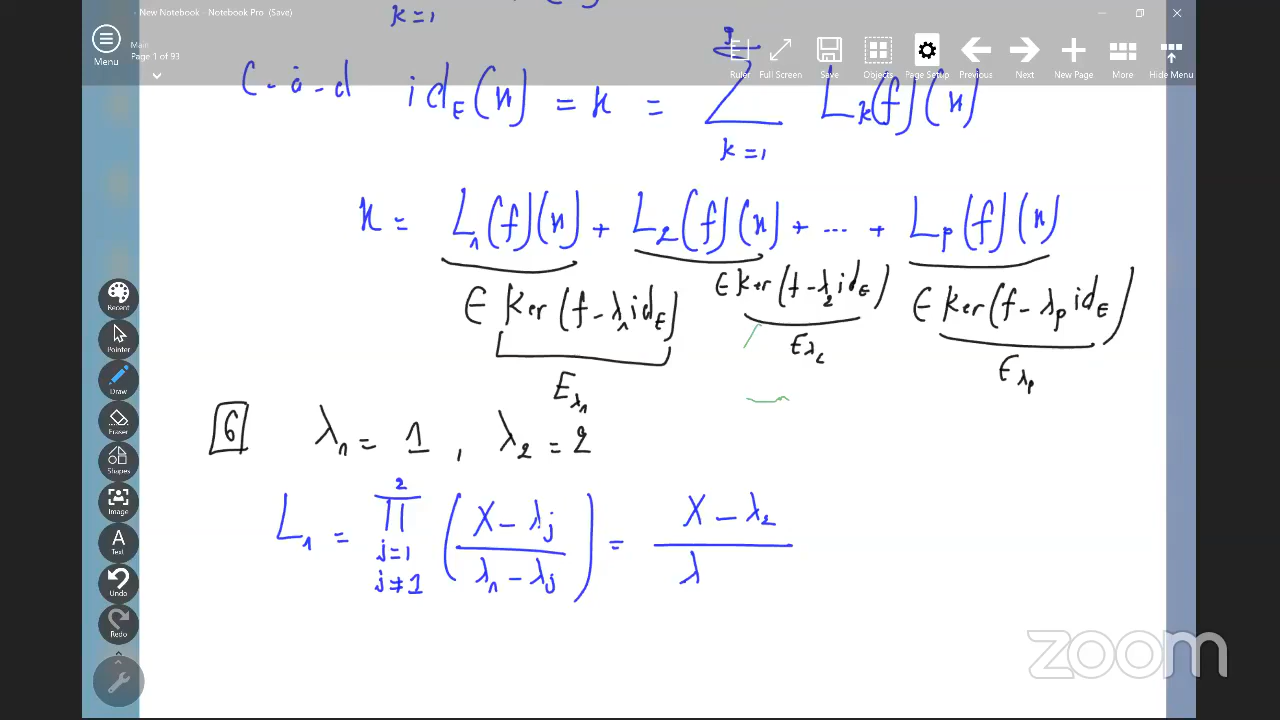 - New Notebook - Notebook Pro (Save)
Menu
Main
Page 1 of 93
Ruler Full Screen Save Objects Page Setup Previous Next New Page More Hide Menu
k=1
c-à-d id_E(x) = x = Σ_{k=1}^{p} L_k(f)(x)
x = L_1(f)(x) + L_2(f)(x) + ... + L_p(f)(x)
∈ Ker(f-λ_1 id_E) ∈ Ker(f-λ_2 id_E) ∈ Ker(f-λ_p id_E)
E_{λ_1} E_{λ_2} E_{λ_p}
6 λ_1 = 1, λ_2 = 2
L_1 = ∏_{j=1, j≠1}^{2} ((X-λ_j)/(λ_1-λ_j)) = (X-λ_2)/(λ
Recent
Pointer
Draw
Eraser
Shapes
Image
Text
Undo
Redo
zoom